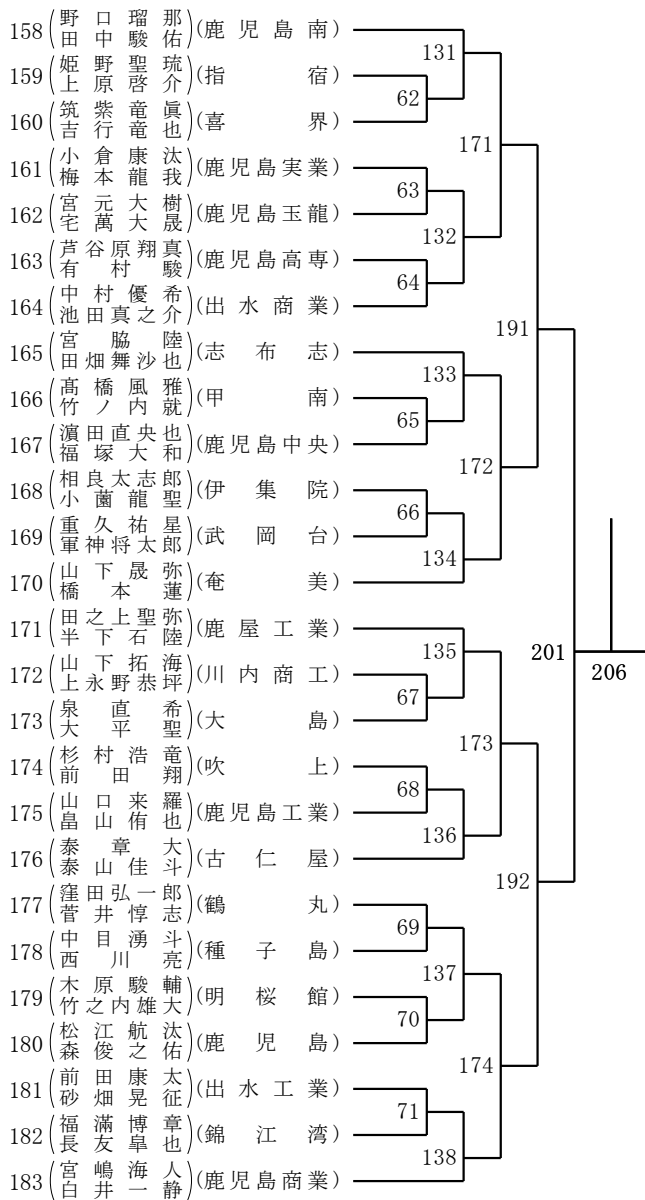 158 (野口瑠那 田中駿佑) (鹿児島南)
159 (姫野聖琉 上原啓介) (指宿)
160 (筑紫竜眞 吉行竜也) (喜界)
161 (小倉康汰 梅本龍我) (鹿児島実業)
162 (宮元大樹 宅萬大晟) (鹿児島玉龍)
163 (芦谷原翔真 有村駿) (鹿児島高専)
164 (中村優希 池田真之介) (出水商業)
165 (宮脇陸 田畑舞沙也) (志布志)
166 (髙橋風雅 竹ノ内就) (甲南)
167 (濵田直央也 福塚大和) (鹿児島中央)
168 (相良太志郎 小薗龍聖) (伊集院)
169 (重久祐星 軍神将太郎) (武岡台)
170 (山下晟弥 橋本蓮) (奄美)
171 (田之上聖弥 半下石陸) (鹿屋工業)
172 (山下拓海 上永野恭坪) (川内商工)
173 (泉直希 大平聖) (大島)
174 (杉村浩竜 前田翔) (吹上)
175 (山口来羅 畠山侑也) (鹿児島工業)
176 (泰章大 泰山佳斗) (古仁屋)
177 (窪田弘一郎 菅井惇志) (鶴丸)
178 (中目湧斗 西川亮) (種子島)
179 (木原駿輔 竹之内雄大) (明桜館)
180 (松江航汰 森俊之佑) (鹿児島)
181 (前田康太 砂畑晃征) (出水工業)
182 (福滿博章 長友皐也) (錦江湾)
183 (宮嶋海人 白井一静) (鹿児島商業)
62
63
64
65
66
67
68
69
70
71
131
132
133
134
135
136
137
138
171
172
173
174
191
192
201
206